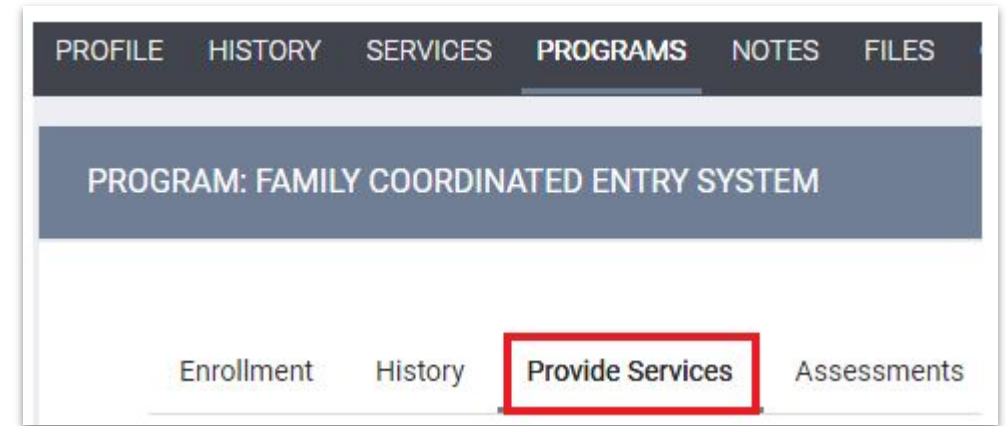 PROFILE HISTORY SERVICES PROGRAMS NOTES FILES
PROGRAM: FAMILY COORDINATED ENTRY SYSTEM
Enrollment History Provide Services Assessments